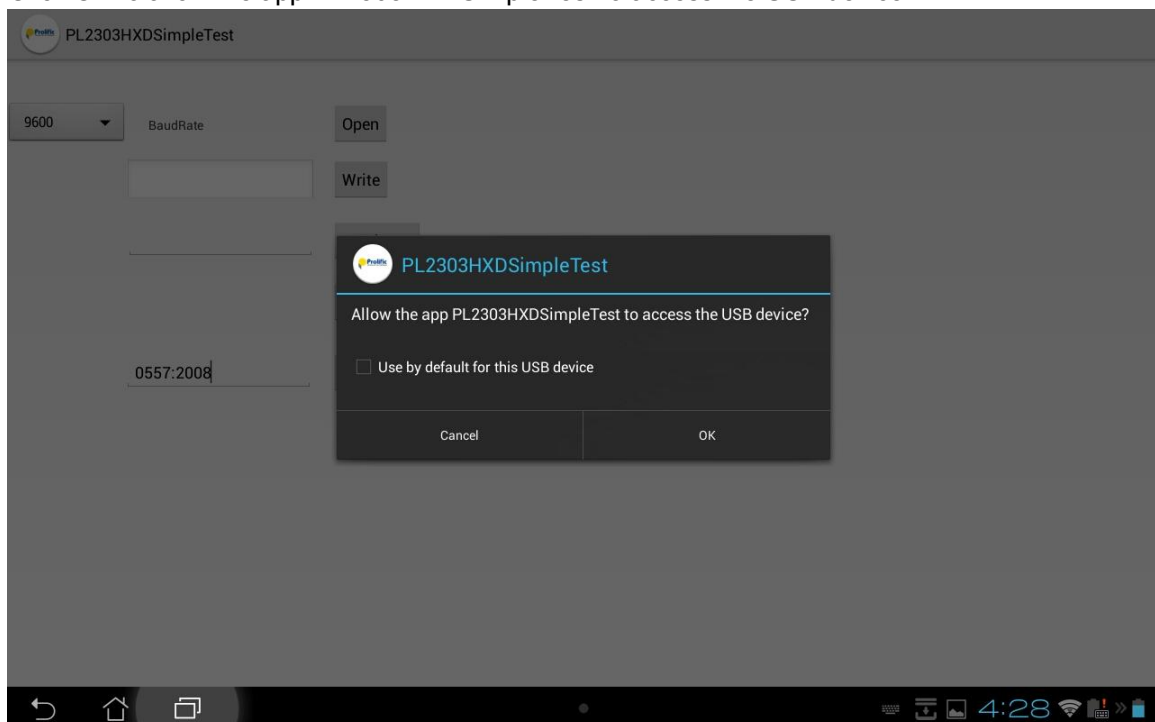 PL2303HXDSimpleTest
9600
BaudRate
Open
Write
PL2303HXDSimpleTest
Allow the app PL2303HXDSimpleTest to access the USB device?
Use by default for this USB device
0557:2008
Cancel
OK
4:28